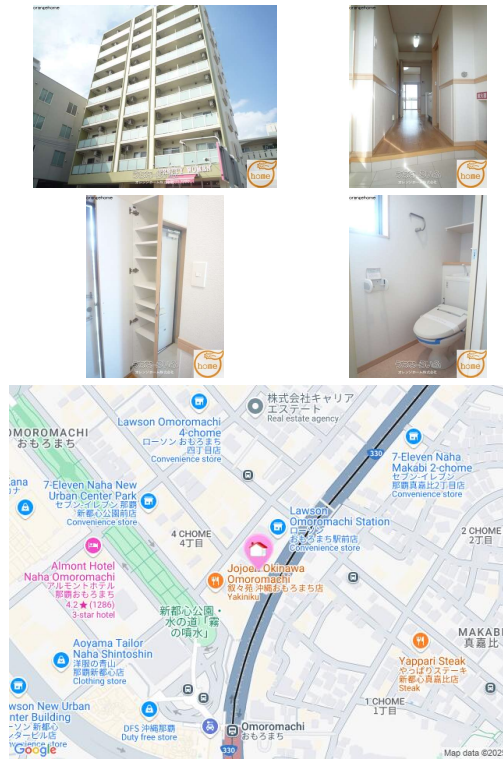 orangehome
orangehome
home
home
orangehome
orangehome
home
home
株式会社キャリア
エステート
Real estate agency
OMOROMACHI
おもろまち
Lawson Omoromachi
4-chome
ローソン おもろまち
四丁目店
Convenience store
330
7-Eleven Naha
Makabi 2-chome
セブン-イレブン
那覇真嘉比2丁目店
Convenience store
7-Eleven Naha New
Urban Center Park
セブン-イレブン 那覇
新都心公園前店
Convenience store
Lawson
Omoromachi Station
ローソン
おもろまち駅前店
Convenience store
4 CHOME
4丁目
2 CHOME
2丁目
Almont Hotel
Naha Omoromachi
アルモントホテル
那覇おもろまち
4.2★ (1286)
3-star hotel
Jojoen Okinawa
Omoromachi
叙々苑 沖縄おもろまち店
Yakiniku
新都心公園・
水の道「霧
の噴水」
MAKABI
真嘉比
Aoyama Tailor
Naha Shintoshin
洋服の青山
那覇新都心店
Clothing store
Yappari Steak
やっぱりステーキ
新都心真嘉比店
Steak
1 CHOME
1丁目
DFS 沖縄那覇
Duty free store
Omoromachi
おもろまち
330
Google
Map data ©2025